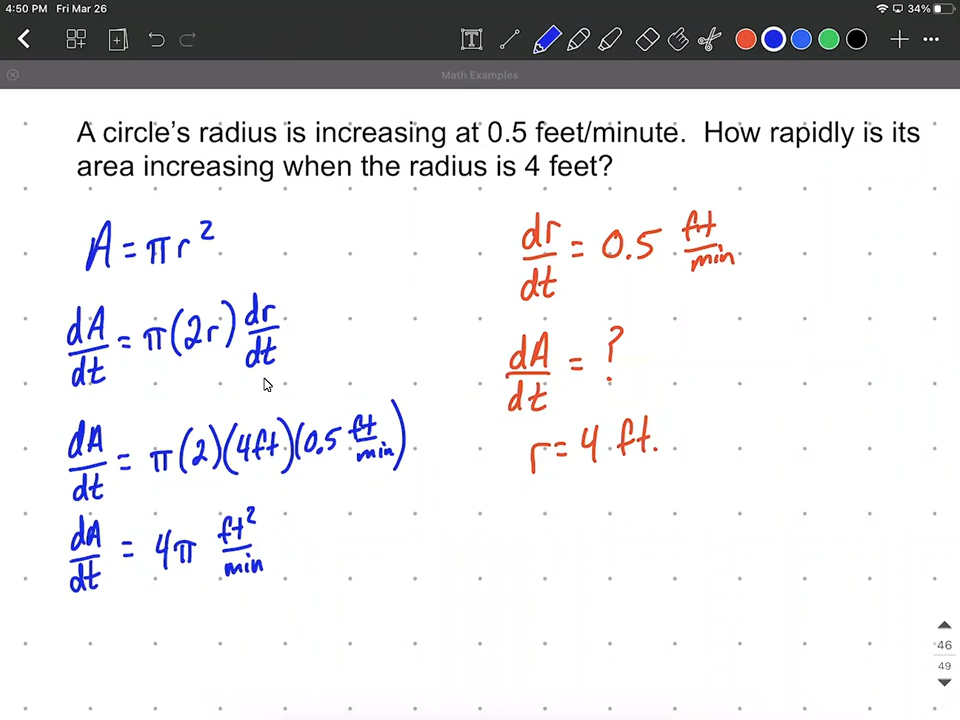 4:50 PM Fri Mar 26 34%
Math Examples
A circle's radius is increasing at 0.5 feet/minute. How rapidly is its
area increasing when the radius is 4 feet?
A = πr²
dA/dt = π(2r) dr/dt
dA/dt = π(2)(4ft)(0.5 ft/min)
dA/dt = 4π ft²/min
dr/dt = 0.5 ft/min
dA/dt = ?
r = 4 ft.
46
49